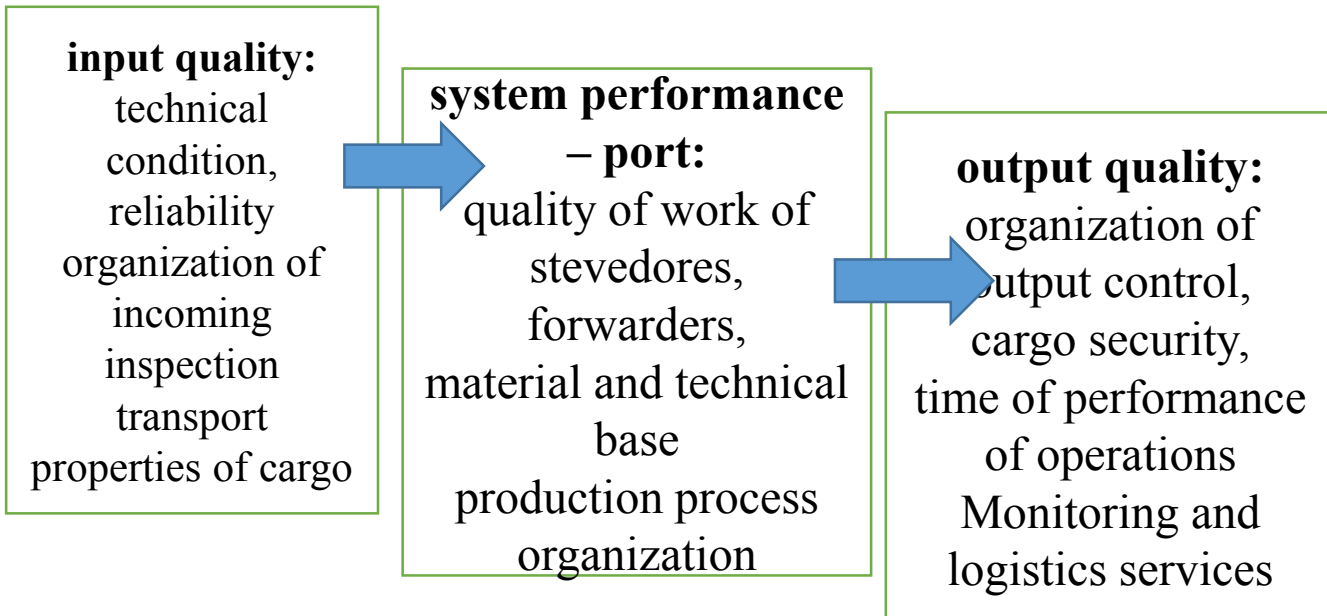 input quality:
technical
condition,
reliability
organization of
incoming
inspection
transport
properties of cargo
system performance
– port:
quality of work of
stevedores,
forwarders,
material and technical
base
production process
organization
output quality:
organization of
output control,
cargo security,
time of performance
of operations
Monitoring and
logistics services